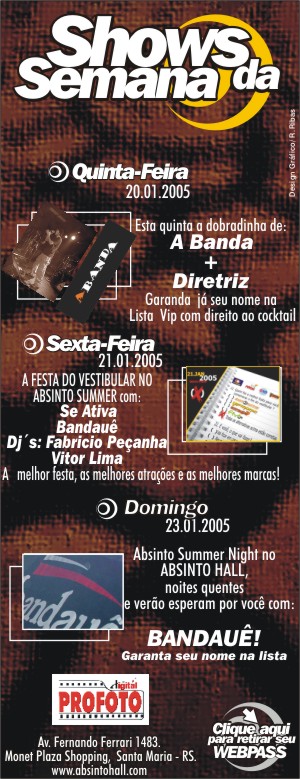 Shows
da
Semana
Design Gráfico/ R. Ribas
Quinta-Feira
20.01.2005
Esta quinta a dobradinha de:
A Banda
+
Diretriz
Garanda já seu nome na
Lista Vip com direito ao cocktail
A BANDA
Sexta-Feira
21.01.2005
A FESTA DO VESTIBULAR NO
ABSINTO SUMMER com:
Se Ativa
Bandauê
Dj´s: Fabricio Peçanha
Vitor Lima
A melhor festa, as melhores atrações e as melhores marcas!
21.JAN
2005
Domingo
23.01.2005
Absinto Summer Night no
ABSINTO HALL,
noites quentes
e verão esperam por você com:
BANDAUÊ!
Garanta seu nome na lista
digital
PROFOTO
Clique aqui
para retirar seu
WEBPASS
Av. Fernando Ferrari 1483.
Monet Plaza Shopping, Santa Maria - RS.
www.absintohall.com